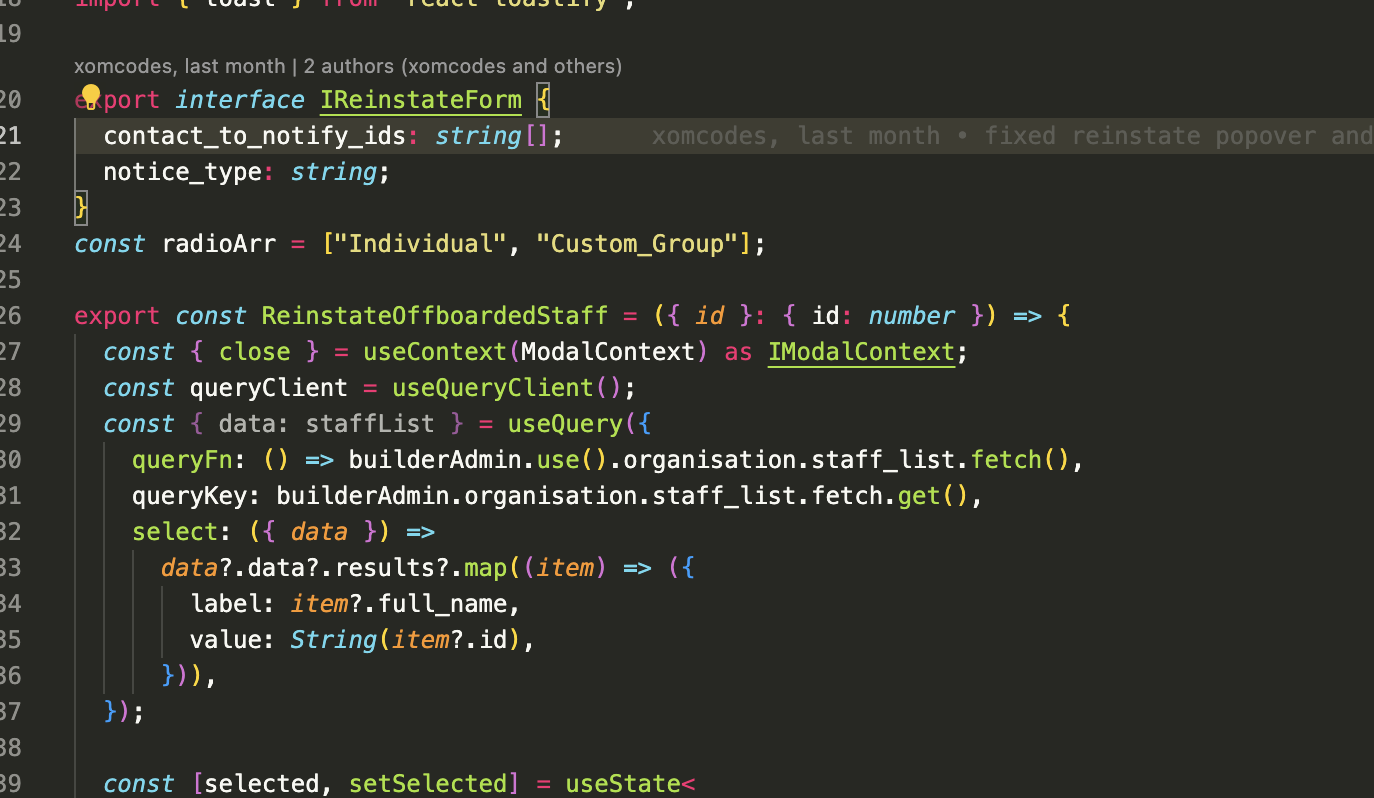 import { toast } from "react-toastify";
19
xomcodes, last month | 2 authors (xomcodes and others)
20 export interface IReinstateForm {
21 contact_to_notify_ids: string[]; xomcodes, last month • fixed reinstate popover and
22 notice_type: string;
23 }
24 const radioArr = ["Individual", "Custom_Group"];
25
26 export const ReinstateOffboardedStaff = ({ id }: { id: number }) => {
27 const { close } = useContext(ModalContext) as IModalContext;
28 const queryClient = useQueryClient();
29 const { data: staffList } = useQuery({
30 queryFn: () => builderAdmin.use().organisation.staff_list.fetch(),
31 queryKey: builderAdmin.organisation.staff_list.fetch.get(),
32 select: ({ data }) =>
33 data?.data?.results?.map((item) => ({
34 label: item?.full_name,
35 value: String(item?.id),
36 })),
37 });
38
39 const [selected, setSelected] = useState<